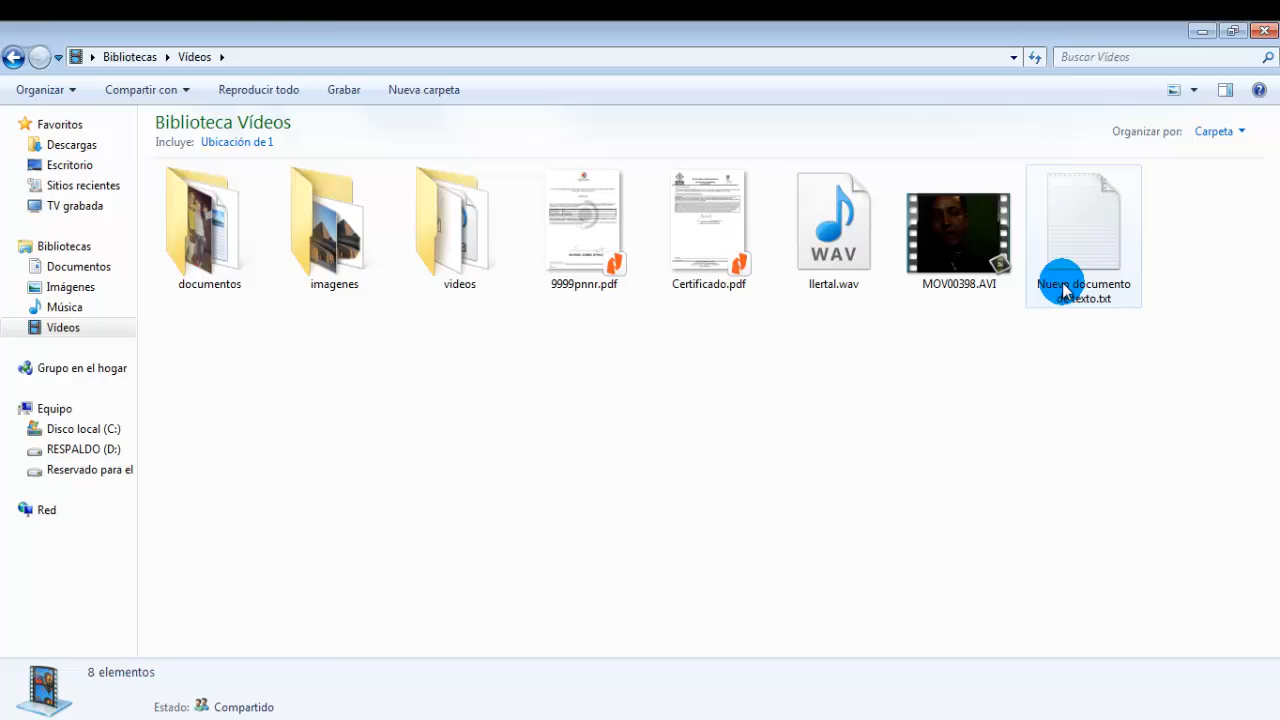 Bibliotecas Vídeos
Buscar Vídeos
Organizar Compartir con Reproducir todo Grabar Nueva carpeta
Favoritos
Descargas
Escritorio
Sitios recientes
TV grabada
Bibliotecas
Documentos
Imágenes
Música
Vídeos
Grupo en el hogar
Equipo
Disco local (C:)
RESPALDO (D:)
Reservado para el
Red
Biblioteca Vídeos
Incluye: Ubicación de 1
Organizar por: Carpeta
WAV
documentos imagenes videos 9999pnnr.pdf Certificado.pdf llertal.wav MOV00398.AVI Nuevo documento
de texto.txt
8 elementos
Estado: Compartido